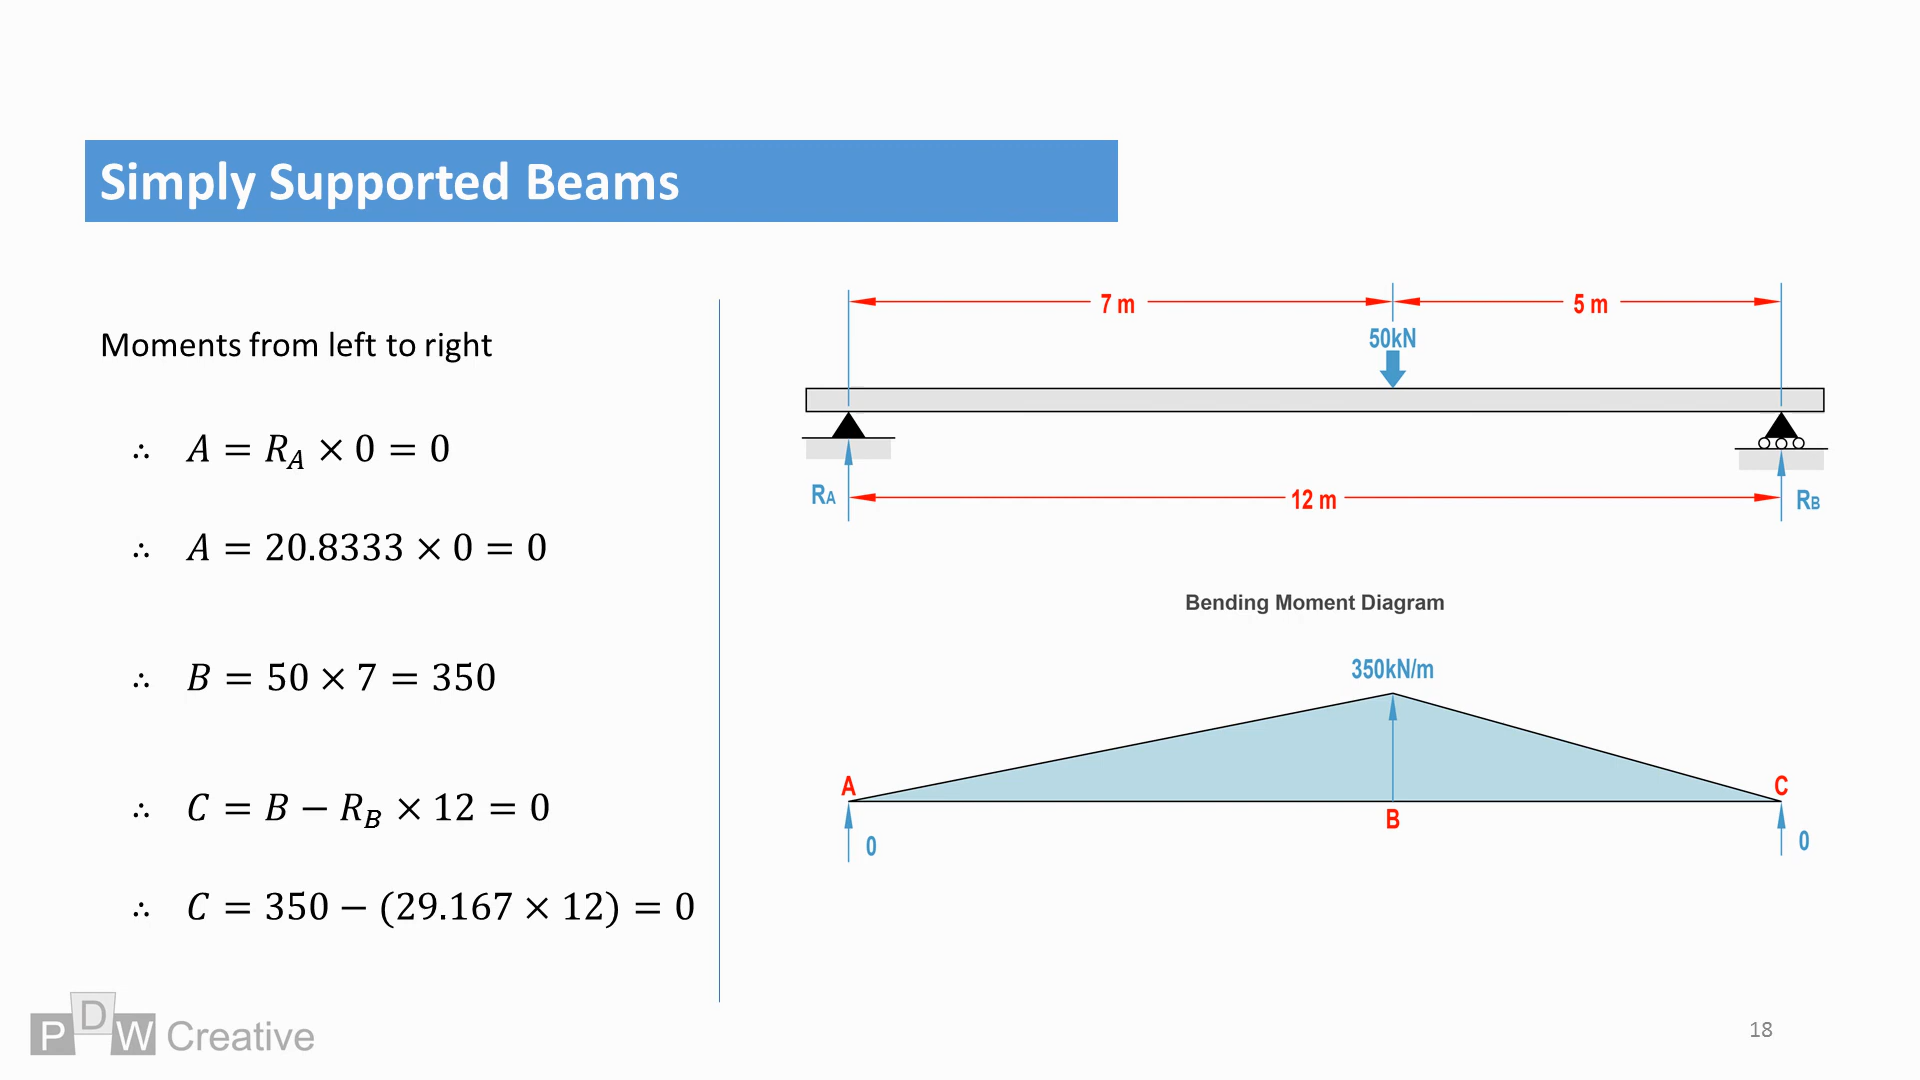 Simply Supported Beams
Moments from left to right
∴ A = R_A × 0 = 0
∴ A = 20.8333 × 0 = 0
∴ B = 50 × 7 = 350
∴ C = B − R_B × 12 = 0
∴ C = 350 − (29.167 × 12) = 0
7 m
5 m
50kN
RA
12 m
RB
Bending Moment Diagram
350kN/m
A
C
B
0
0
PDW Creative
18